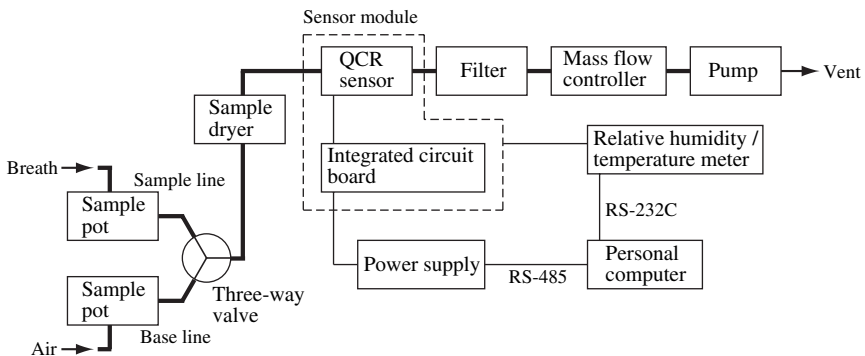 Sensor module
QCR
sensor
Filter
Mass flow
controller
Pump
Vent
Sample
dryer
Integrated circuit
board
Relative humidity /
temperature meter
Breath
Sample line
Sample
pot
RS-232C
Power supply
RS-485
Personal
computer
Sample
pot
Three-way
valve
Base line
Air